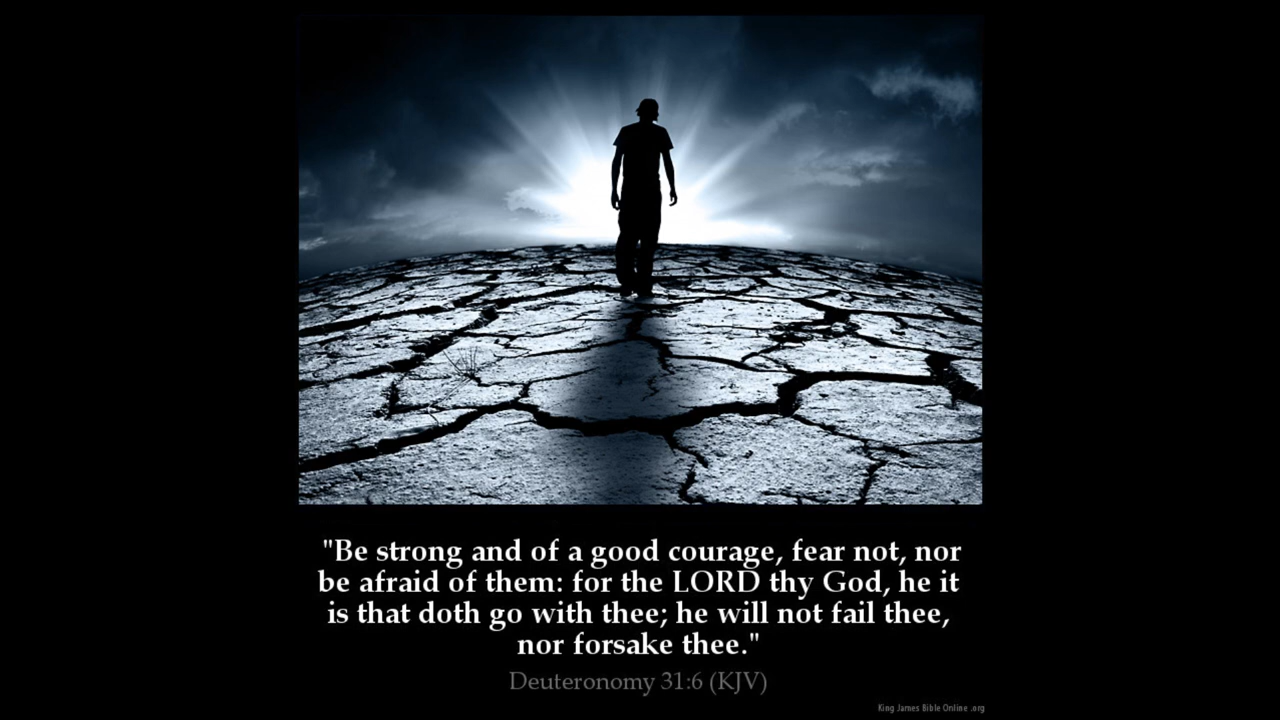 "Be strong and of a good courage, fear not, nor
be afraid of them: for the LORD thy God, he it
is that doth go with thee; he will not fail thee,
nor forsake thee."
Deuteronomy 31:6 (KJV)
King James Bible Online .org